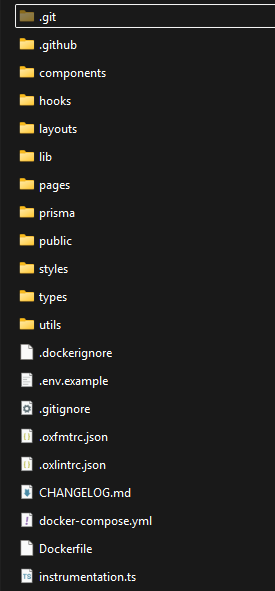 .git
.github
components
hooks
layouts
lib
pages
prisma
public
styles
types
utils
.dockerignore
.env.example
.gitignore
.oxfmtrc.json
.oxlintrc.json
CHANGELOG.md
docker-compose.yml
Dockerfile
TS instrumentation.ts